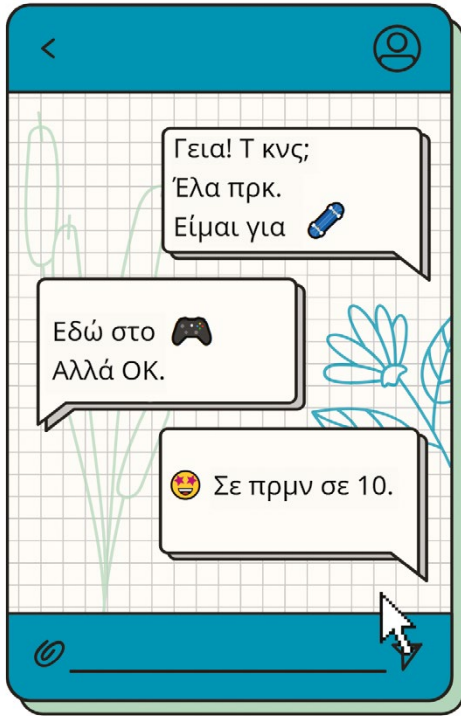 Γεια! Τ κνς;
Έλα πρκ.
Είμαι για
Εδώ στο
Αλλά ΟΚ.
Σε πρμν σε 10.